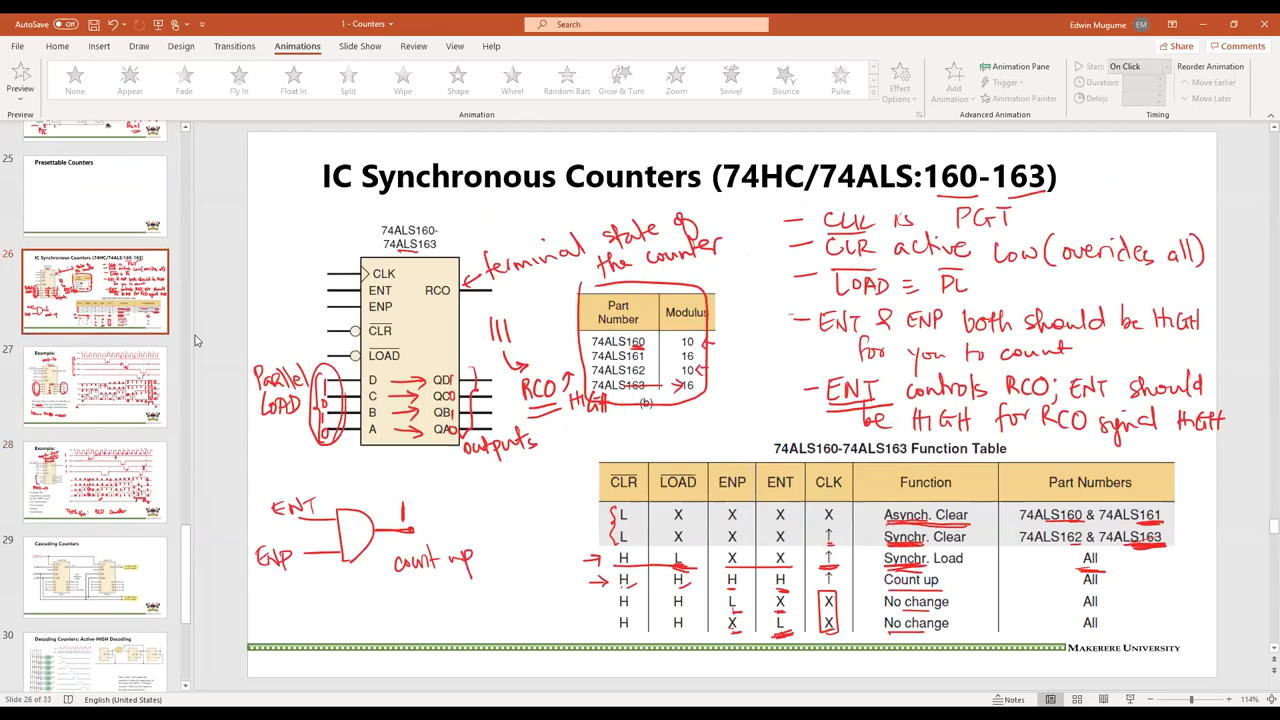 AutoSave Off
1 - Counters
Search
Edwin Mugume
EM
File Home Insert Draw Design Transitions Animations Slide Show Review View Help
Share
Comments
Preview
None Appear Fade Fly In Float In Split Wipe Shape Wheel Random Bars Grow & Turn Zoom Swivel Bounce Pulse
Effect Options
Add Animation
Animation Pane
Trigger
Animation Painter
Start: On Click
Duration:
Delay:
Reorder Animation
Move Earlier
Move Later
Preview
Animation
Advanced Animation
Timing
25
Presettable Counters
26
IC Synchronous Counters (74HC/74ALS:160-163)
27
Example:
28
Example:
29
Cascading Counters
30
Decoding Counters: Active-HIGH Decoding
IC Synchronous Counters (74HC/74ALS:160-163)
74ALS160-
74ALS163
CLK
ENT
ENP
CLR
LOAD
RCO
D QD 1
C QC 0
B QB 1
A QA 0
Parallel
LOAD
1
0
1
0
outputs
terminal state of
the counter
111
RCO HIGH
Part Number Modulus
74ALS160 10
74ALS161 16
74ALS162 10
74ALS163 16
(b)
- CLK is PGT
- CLR active Low (overrides all)
- LOAD ≡ PL
- ENT & ENP both should be HIGH
for you to count
- ENT controls RCO; ENT should
be HIGH for RCO signal HIGH
ENT
ENP
1
count up
74ALS160-74ALS163 Function Table
CLR LOAD ENP ENT CLK Function Part Numbers
L X X X X Asynch. Clear 74ALS160 & 74ALS161
L X X X ↑ Synchr. Clear 74ALS162 & 74ALS163
H L X X ↑ Synchr. Load All
H H H H ↑ Count up All
H H L X X No change All
H H X L X No change All
MAKERERE UNIVERSITY
Slide 26 of 33
English (United States)
Notes
114%